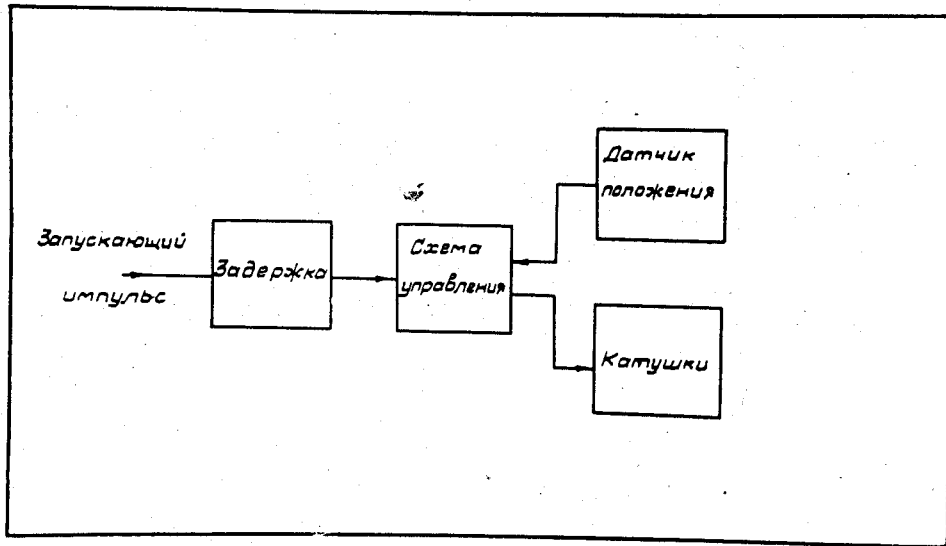 Запускающий
импульс
Задержка
Схема
управления
Датчик
положения
Катушки